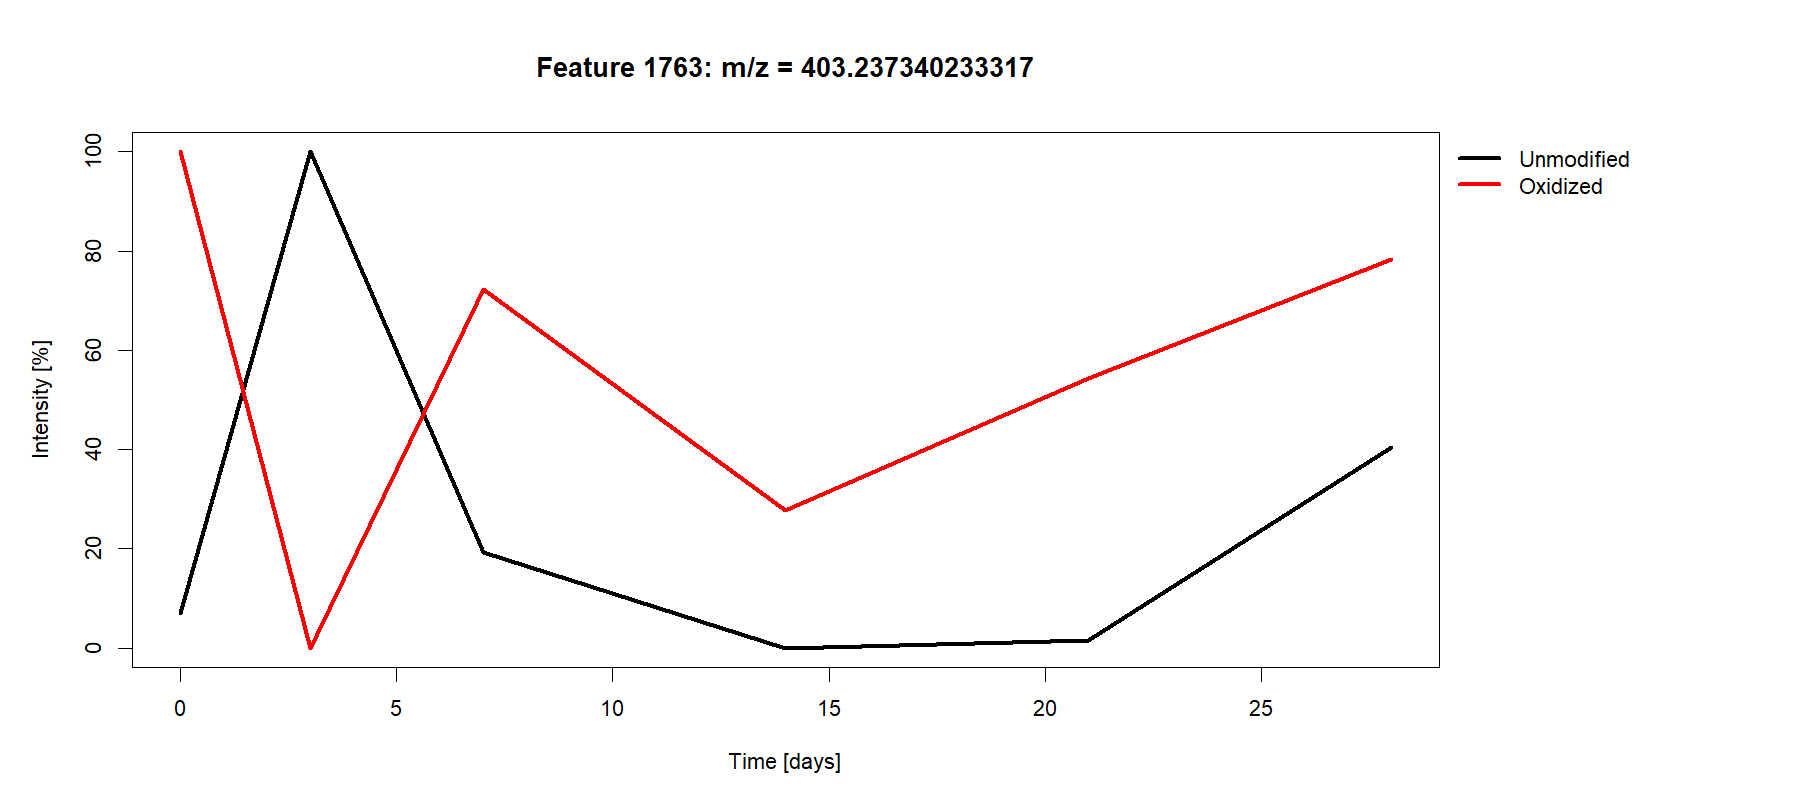 Feature 1763: m/z = 403.237340233317
Unmodified
Oxidized
100
80
60
40
20
0
Intensity [%]
0 5 10 15 20 25
Time [days]